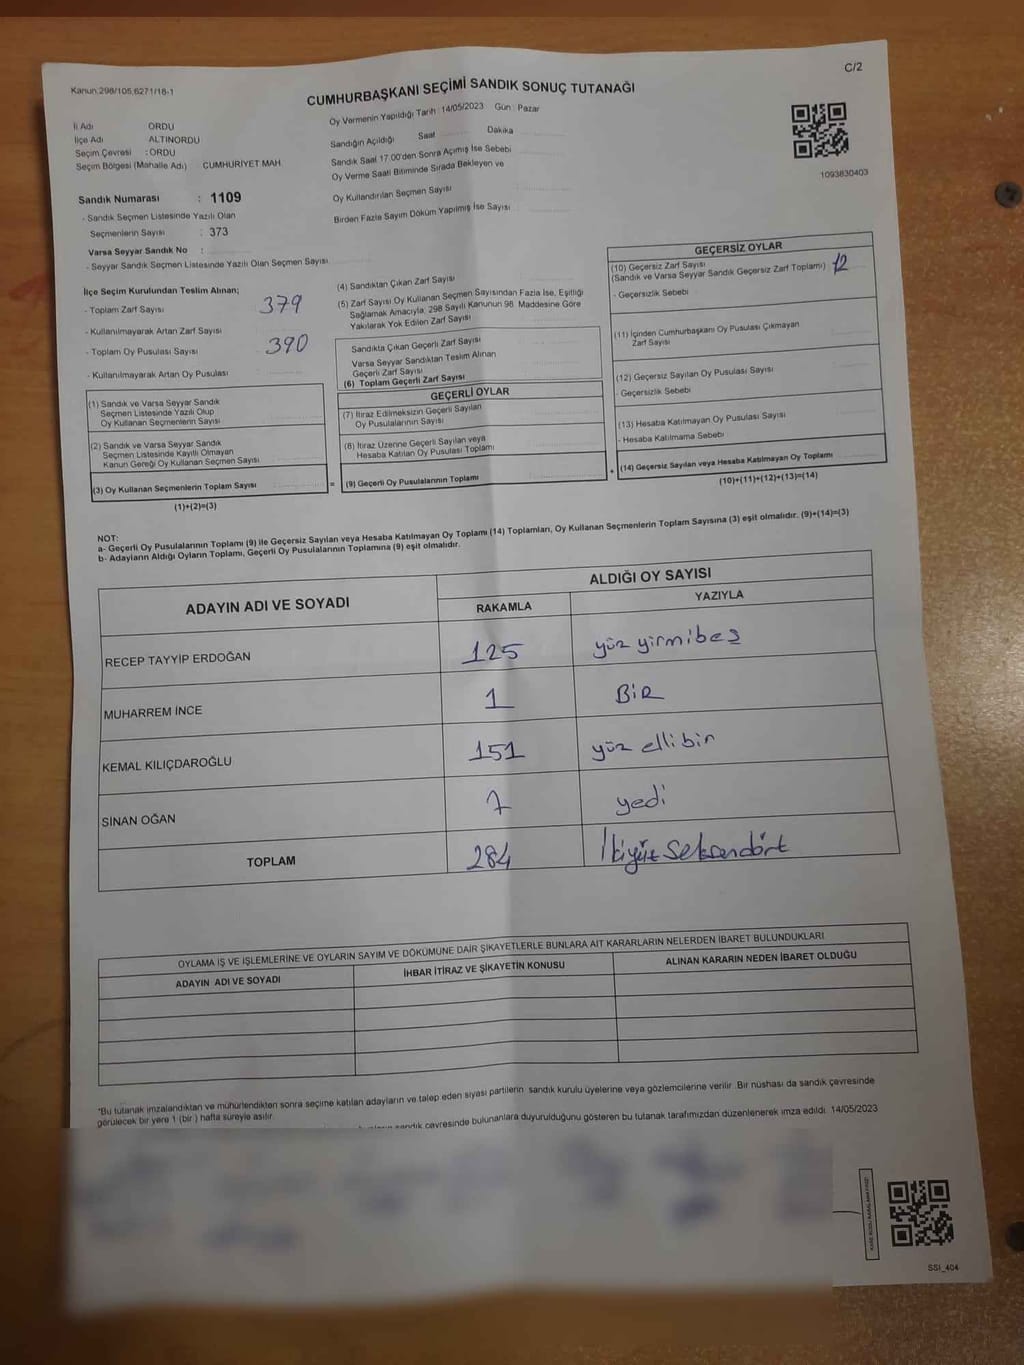 C/2
Kanun,298/105,6271/18-1
CUMHURBAŞKANI SEÇİMİ SANDIK SONUÇ TUTANAĞI
Oy Vermenin Yapıldığı Tarih : 14/05/2023 Gün : Pazar
İl Adı ORDU
İlçe Adı ALTINORDU
Seçim Çevresi : ORDU
Seçim Bölgesi (Mahalle Adı) CUMHURİYET MAH
Sandığın Açıldığı Saat Dakika
Sandık Saat 17.00'den Sonra Açımış İse Sebebi
Oy Verme Saati Bitiminde Sırada Bekleyen ve
Oy Kullandırılan Seçmen Sayısı
Birden Fazla Sayım Döküm Yapılmış İse Sayısı
1093830403
Sandık Numarası : 1109
- Sandık Seçmen Listesinde Yazılı Olan
Seçmenlerin Sayısı : 373
Varsa Seyyar Sandık No :
- Seyyar Sandık Seçmen Listesinde Yazılı Olan Seçmen Sayısı
İlçe Seçim Kurulundan Teslim Alınan;
- Toplam Zarf Sayısı 379
- Kullanılmayarak Artan Zarf Sayısı
- Toplam Oy Pusulası Sayısı 390
- Kullanılmayarak Artan Oy Pusulası
(1) Sandık ve Varsa Seyyar Sandık
Seçmen Listesinde Yazılı Olup
Oy Kullanan Seçmenlerin Sayısı
(2) Sandık ve Varsa Seyyar Sandık
Seçmen Listesinde Kayıtlı Olmayan
Kanun Gereği Oy Kullanan Seçmen Sayısı
(3) Oy Kullanan Seçmenlerin Toplam Sayısı
(1)+(2)=(3)
=
(4) Sandıktan Çıkan Zarf Sayısı
(5) Zarf Sayısı Oy Kullanan Seçmen Sayısından Fazla İse, Eşitliği
Sağlamak Amacıyla; 298 Sayılı Kanunun 98. Maddesine Göre
Yakılarak Yok Edilen Zarf Sayısı
Sandıkta Çıkan Geçerli Zarf Sayısı
Varsa Seyyar Sandıktan Teslim Alınan
Geçerli Zarf Sayısı
(6) Toplam Geçerli Zarf Sayısı
GEÇERLİ OYLAR
(7) İtiraz Edilmeksizin Geçerli Sayılan
Oy Pusulalarının Sayısı
(8) İtiraz Üzerine Geçerli Sayılan veya
Hesaba Katılan Oy Pusulası Toplamı
(9) Geçerli Oy Pusulalarının Toplamı
+
GEÇERSİZ OYLAR
(10) Geçersiz Zarf Sayısı
(Sandık ve Varsa Seyyar Sandık Geçersiz Zarf Toplamı) 12
- Geçersizlik Sebebi
(11) İçinden Cumhurbaşkanı Oy Pusulası Çıkmayan
Zarf Sayısı
(12) Geçersiz Sayılan Oy Pusulası Sayısı
- Geçersizlik Sebebi
(13) Hesaba Katılmayan Oy Pusulası Sayısı
- Hesaba Katılmama Sebebi
(14) Geçersiz Sayılan veya Hesaba Katılmayan Oy Toplamı
(10)+(11)+(12)+(13)=(14)
NOT:
a- Geçerli Oy Pusulalarının Toplamı (9) ile Geçersiz Sayılan veya Hesaba Katılmayan Oy Toplamı (14) Toplamları, Oy Kullanan Seçmenlerin Toplam Sayısına (3) eşit olmalıdır. (9)+(14)=(3)
b- Adayların Aldığı Oyların Toplamı, Geçerli Oy Pusulalarının Toplamına (9) eşit olmalıdır.
ADAYIN ADI VE SOYADI ALDIĞI OY SAYISI
RAKAMLA YAZIYLA
RECEP TAYYİP ERDOĞAN 125 yüz yirmibeş
MUHARREM İNCE 1 BİR
KEMAL KILIÇDAROĞLU 151 yüz ellibir
SİNAN OĞAN 7 yedi
TOPLAM 284 İkiyüz Seksendört
OYLAMA İŞ VE İŞLEMLERİNE VE OYLARIN SAYIM VE DÖKÜMÜNE DAİR ŞİKAYETLERLE BUNLARA AİT KARARLARIN NELERDEN İBARET BULUNDUKLARI
ADAYIN ADI VE SOYADI İHBAR İTİRAZ VE ŞİKAYETİN KONUSU ALINAN KARARIN NEDEN İBARET OLDUĞU
"Bu tutanak imzalandıktan ve mühürlendikten sonra seçime katılan adayların ve talep eden siyasi partilerin sandık kurulu üyelerine veya gözlemcilerine verilir. Bir nüshası da sandık çevresinde
görülecek bir yere 1 (bir ) hafta süreyle asılır.
sandık çevresinde bulunanlara duyurulduğunu gösteren bu tutanak tarafımızdan düzenlenerek imza edildi. 14/05/2023
SSI_404